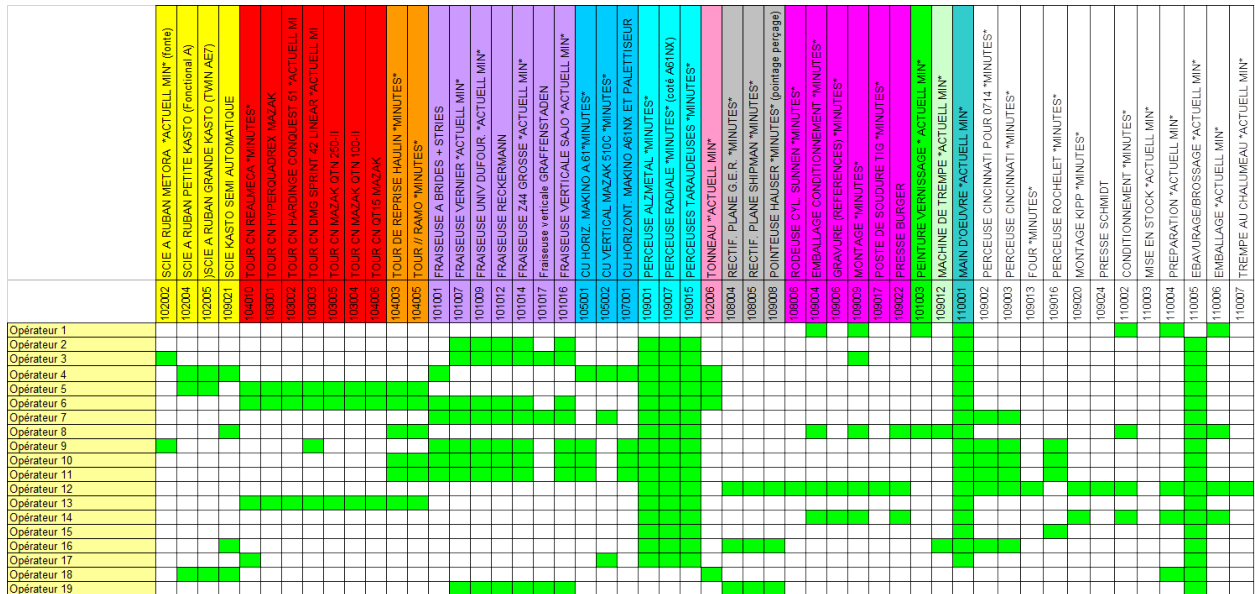 SCIE A RUBAN METORA *ACTUELL MIN* (fonte)
SCIE A RUBAN PETITE KASTO (Fonctional A)
)SCIE A RUBAN GRANDE KASTO (TWIN AE7)
SCIE KASTO SEMI AUTOMATIQUE
TOUR CN REALMECA *MINUTES*
TOUR CN HYPERQUADREX MAZAK
TOUR CN HARDINGE CONQUEST 51 *ACTUELL MI
TOUR CN DMG SPRINT 42 LINEAR *ACTUELL MI
TOUR CN MAZAK QTN 250-II
TOUR CN MAZAK QTN 100-II
TOUR CN QT15 MAZAK
TOUR DE REPRISE HAULIN *MINUTES*
TOUR // RAMO *MINUTES*
FRAISEUSE A BRIDES + STRIES
FRAISEUSE VERNIER *ACTUELL MIN*
FRAISEUSE UNIV DUFOUR. *ACTUELL MIN*
FRAISEUSE RECKERMANN
FRAISEUSE 244 GROSSE *ACTUELL MIN*
Fraiseuse verticale GRAFFENSTADEN
FRAISEUSE VERTICALE SAJO *ACTUELL MIN*
CU HORIZ. MAKINO A.61*MINUTES*
CU VERTICAL MAZAK 510C *MINUTES*
CU HORIZONT. MAKINO A61NX ET PALETTISEUR
PERCEUSE ALZMETAL *MINUTES*
PERCEUSE RADIALE *MINUTES* (coté A61NX)
PERCEUSES TARAUDEUSES *MINUTES*
TONNEAU **ACTUELL MIN*
RECTIF. PLANE G.E.R. *MINUTES*
RECTIF. PLANE SHIPMAN *MINUTES*
POINTEUSE HAUSER *MINUTES* (pointage perçage)
RODEUSE CYL. SUNNEN *MINUTES*
EMBALLAGE CONDITIONNEMENT *MINUTES*
GRAVURE (REFERENCES) *MINUTES*
MONTAGE *MINUTES*
POSTE DE SOUDURE TIG *MINUTES*
PRESSE BURGER
PEINTURE VERNISSAGE * ACTUELL MIN*
MACHINE DE TREMPE *ACTUELL MIN*
MAIN D'OEUVRE *ACTUELL MIN*
PERCEUSE CINCINNATI POUR 0714 *MINUTES*
PERCEUSE CINCINNATI *MINUTES*
FOUR *MINUTES*
PERCEUSE ROCHELET *MINUTES*
MONTAGE KIPP *MINUTES*
PRESSE SCHMIDT
CONDITIONNEMENT *MINUTES*
MISE EN STOCK *ACTUELL MIN*
PREPARATION *ACTUELL MIN*
EBAVURAGE/BROSSAGE *ACTUELL MIN*
EMBALLAGE *ACTUELL MIN*
TREMPE AU CHALUMEAU *ACTUELL MIN*
102002
102004
102005
109021
104010
103001
103002
103003
103005
103004
104006
104003
104005
101001
101007
101009
101012
101014
101017
101016
105001
105002
107001
109001
109007
109015
102006
108004
108005
109008
108006
109004
109005
109009
109017
109022
101003
109012
110001
109002
109003
109013
109016
109020
109024
110002
110003
110004
110005
110006
110007
Opérateur 1
Opérateur 2
Opérateur 3
Opérateur 4
Opérateur 5
Opérateur 6
Opérateur 7
Opérateur 8
Opérateur 9
Opérateur 10
Opérateur 11
Opérateur 12
Opérateur 13
Opérateur 14
Opérateur 15
Opérateur 16
Opérateur 17
Opérateur 18
Opérateur 19